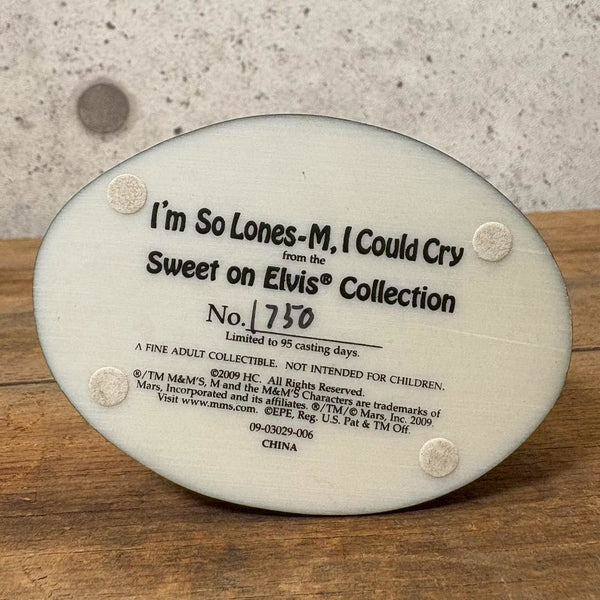 I'm So Lones-M, I Could Cry
from the
Sweet on Elvis® Collection
No. 1750
Limited to 95 casting days.
A FINE ADULT COLLECTIBLE. NOT INTENDED FOR CHILDREN.
©2009 HC. All Rights Reserved.
®/TM M&M'S, M and the M&M'S Characters are trademarks of
Mars, Incorporated and its affiliates. ®/TM/© Mars, Inc. 2009.
Visit www.mms.com. ©EPE, Reg. U.S. Pat & TM Off.
09-03029-006
CHINA